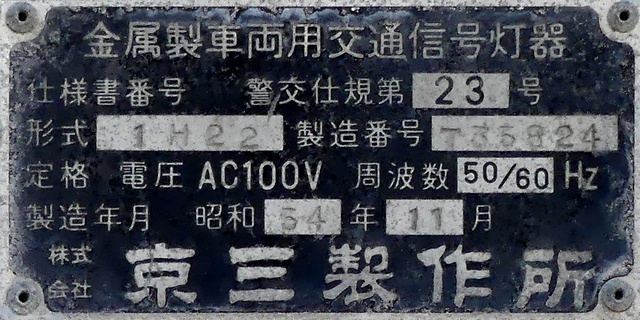 金属製車両用交通信号灯器
仕様書番号 警交仕規第 23 号
形式 1H22 製造番号 T35824
定格 電圧 AC100V 周波数 50/60 Hz
製造年月 昭和 54 年 11 月
株式会社 京三製作所